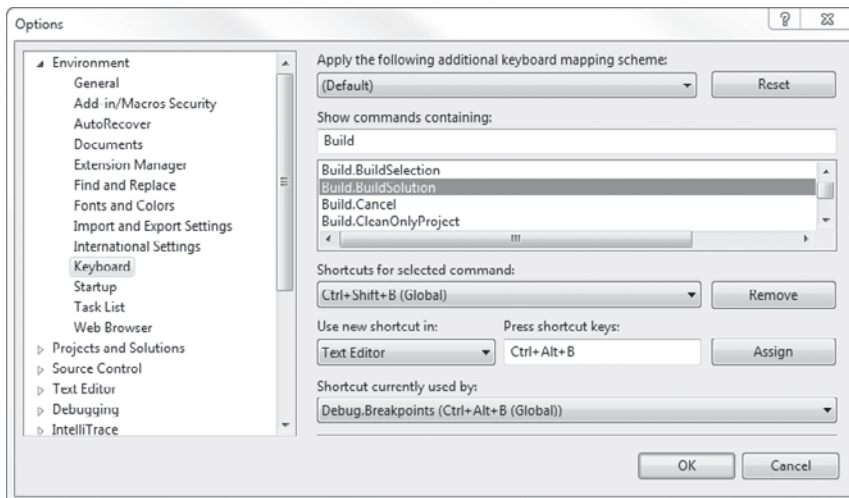 Options
Environment
General
Add-in/Macros Security
AutoRecover
Documents
Extension Manager
Find and Replace
Fonts and Colors
Import and Export Settings
International Settings
Keyboard
Startup
Task List
Web Browser
Projects and Solutions
Source Control
Text Editor
Debugging
IntelliTrace
Apply the following additional keyboard mapping scheme:
(Default)
Reset
Show commands containing:
Build
Build.BuildSelection
Build.BuildSolution
Build.Cancel
Build.CleanOnlyProject
Shortcuts for selected command:
Ctrl+Shift+B (Global)
Remove
Use new shortcut in:
Press shortcut keys:
Text Editor
Ctrl+Alt+B
Assign
Shortcut currently used by:
Debug.Breakpoints (Ctrl+Alt+B (Global))
OK
Cancel